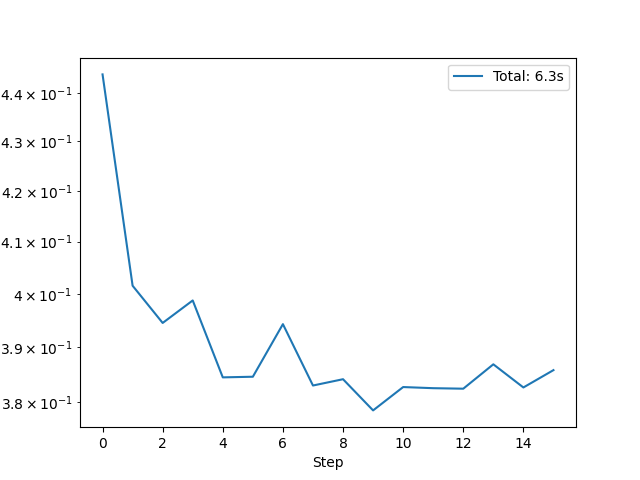 Total: 6.3s
4.4 × 10⁻¹
4.3 × 10⁻¹
4.2 × 10⁻¹
4.1 × 10⁻¹
4 × 10⁻¹
3.9 × 10⁻¹
3.8 × 10⁻¹
0 2 4 6 8 10 12 14
Step